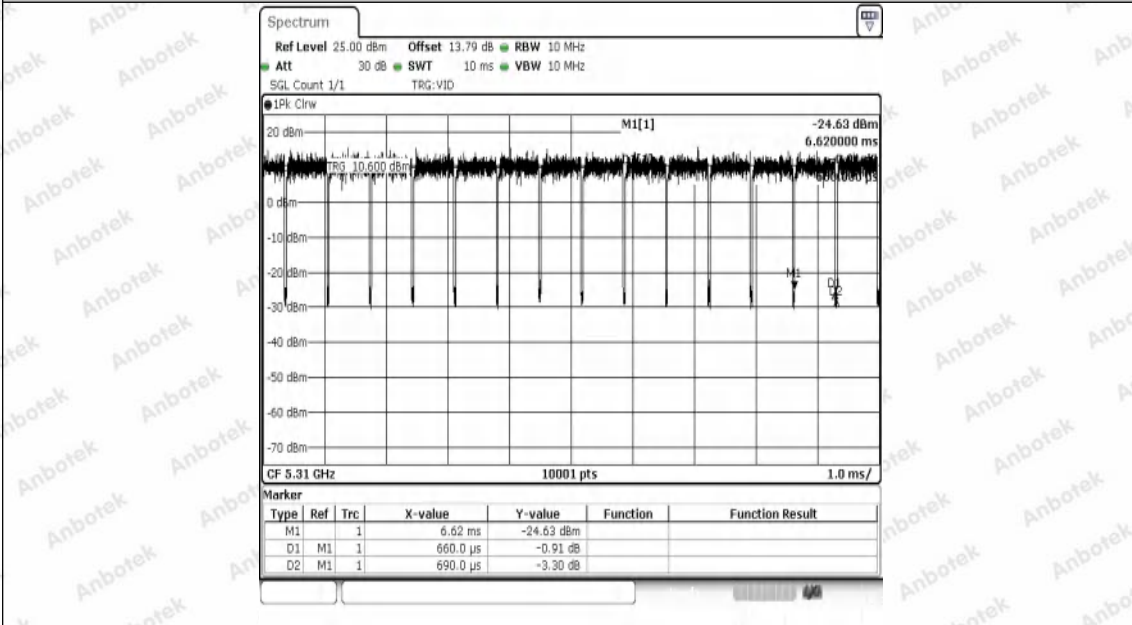 Spectrum
Ref Level 25.00 dBm Offset 13.79 dB RBW 10 MHz
Att 30 dB SWT 10 ms VBW 10 MHz
SGL Count 1/1 TRG:VID
1Pk Clrw
M1[1] -24.63 dBm
6.620000 ms
20 dBm
TRG 10.600 dBm
0 dBm
-10 dBm
-20 dBm
M1
D1
D2
-30 dBm
-40 dBm
-50 dBm
-60 dBm
-70 dBm
CF 5.31 GHz 10001 pts 1.0 ms/
Marker
Type Ref Trc X-value Y-value Function Function Result
M1 1 6.62 ms -24.63 dBm
D1 M1 1 660.0 µs -0.91 dB
D2 M1 1 690.0 µs -3.30 dB
Anbotek